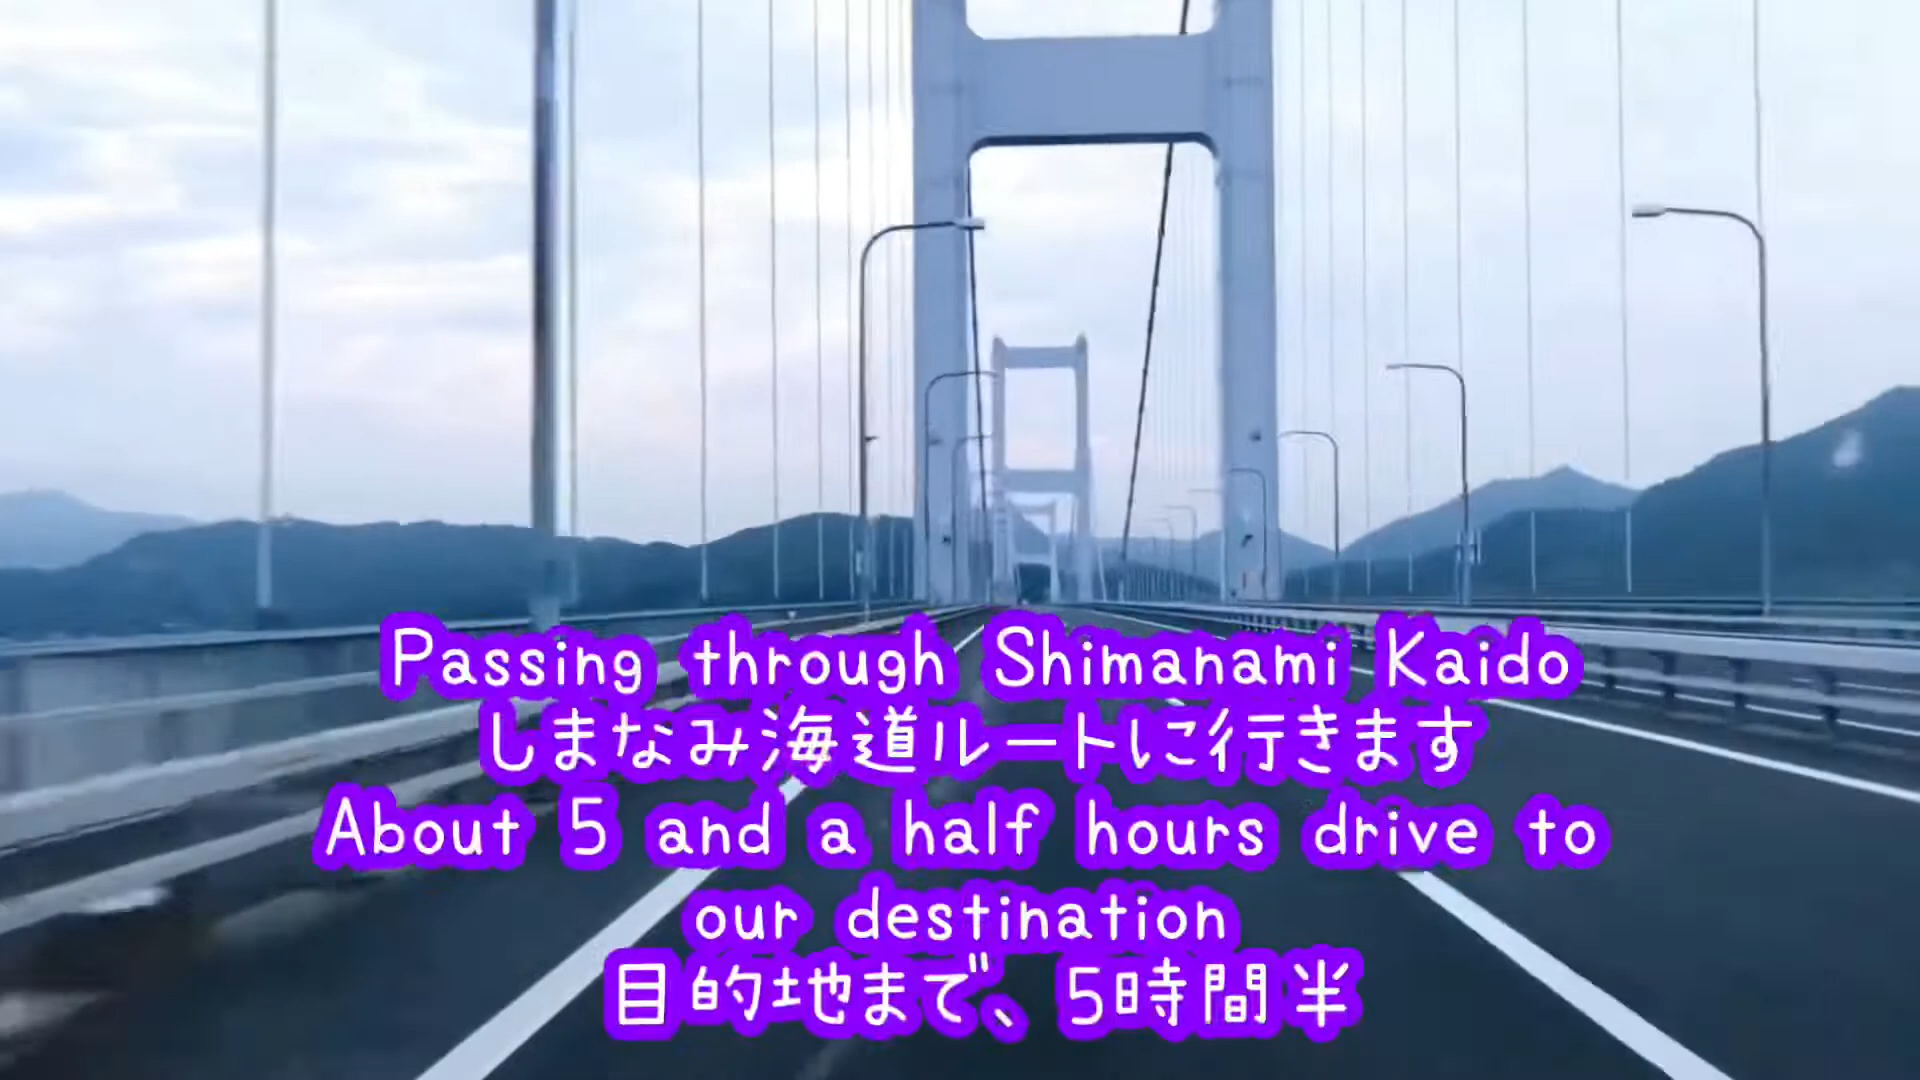 Passing through Shimanami Kaido
しまなみ海道ルートに行きます
About 5 and a half hours drive to
our destination
目的地まで、5時間半